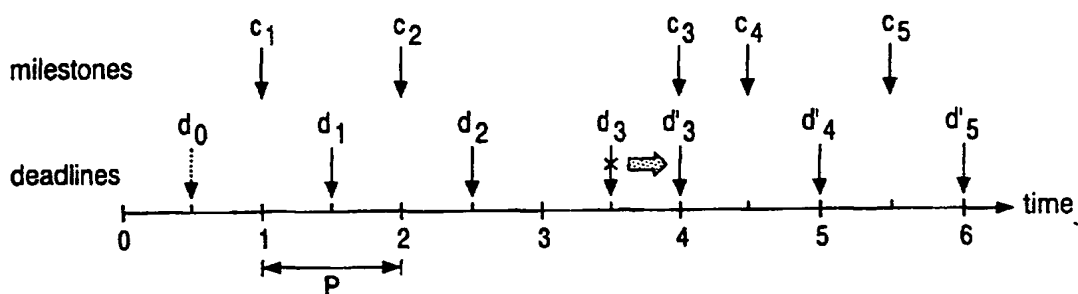 c1 c2 c3 c4 c5
milestones
d0 d1 d2 d3 d'3 d'4 d'5
deadlines
time
0 1 2 3 4 5 6
P